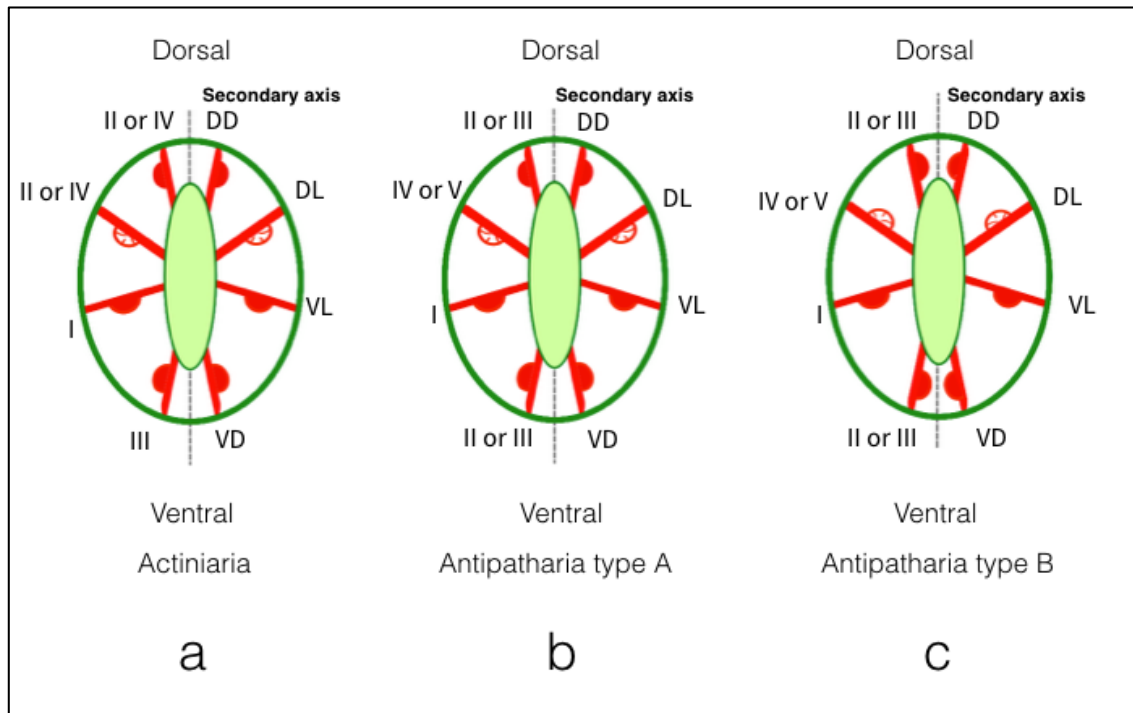 Dorsal Dorsal Dorsal
Secondary axis Secondary axis Secondary axis
II or IV DD II or III DD II or III DD
II or IV DL IV or V DL IV or V DL
I VL I VL I VL
III VD II or III VD II or III VD
Ventral Ventral Ventral
Actiniaria Antipatharia type A Antipatharia type B
a b c